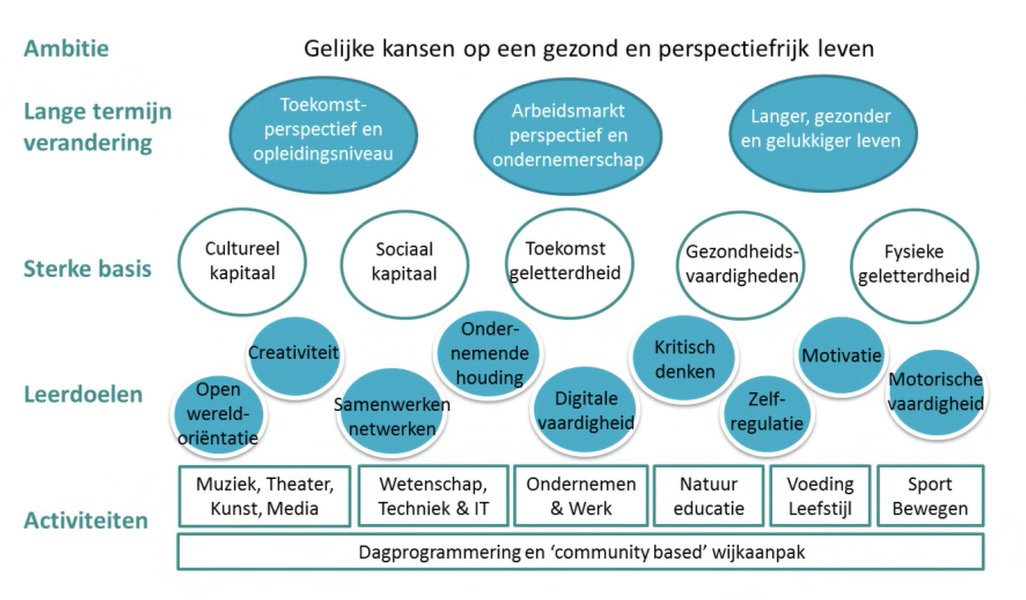 Ambitie
Gelijke kansen op een gezond en perspectiefrijk leven
Lange termijn
verandering
Toekomst-
perspectief en
opleidingsniveau
Arbeidsmarkt
perspectief en
ondernemerschap
Langer, gezonder
en gelukkiger leven
Sterke basis
Cultureel
kapitaal
Sociaal
kapitaal
Toekomst
geletterdheid
Gezondheids-
vaardigheden
Fysieke
geletterdheid
Leerdoelen
Open
wereld-
oriëntatie
Creativiteit
Samenwerken
netwerken
Onder-
nemende
houding
Digitale
vaardigheid
Kritisch
denken
Zelf-
regulatie
Motivatie
Motorische
vaardigheid
Activiteiten
Muziek, Theater,
Kunst, Media
Wetenschap,
Techniek & IT
Ondernemen
& Werk
Natuur
educatie
Voeding
Leefstijl
Sport
Bewegen
Dagprogrammering en ‘community based’ wijkaanpak